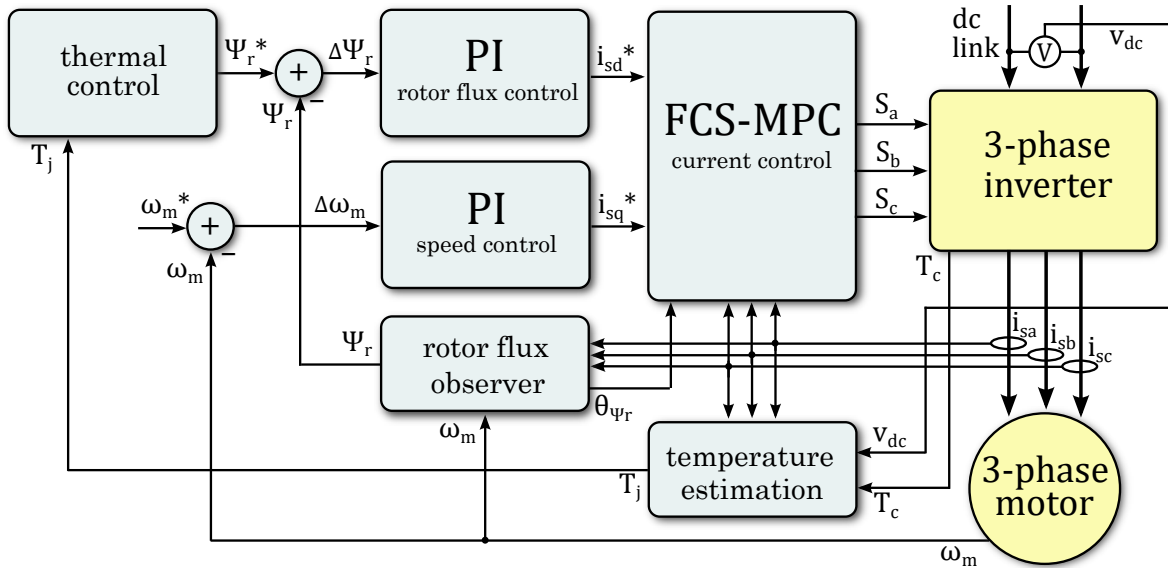 thermal
control
Ψr*
+
−
Ψr
ΔΨr
PI
rotor flux control
isd*
FCS-MPC
current control
Sa
Sb
Sc
dc
link
V
vdc
3-phase
inverter
Tj
ωm*
+
−
ωm
Δωm
PI
speed control
isq*
Tc
isa
isb
isc
Ψr
rotor flux
observer
θΨr
ωm
vdc
temperature
estimation
Tj
Tc
3-phase
motor
ωm